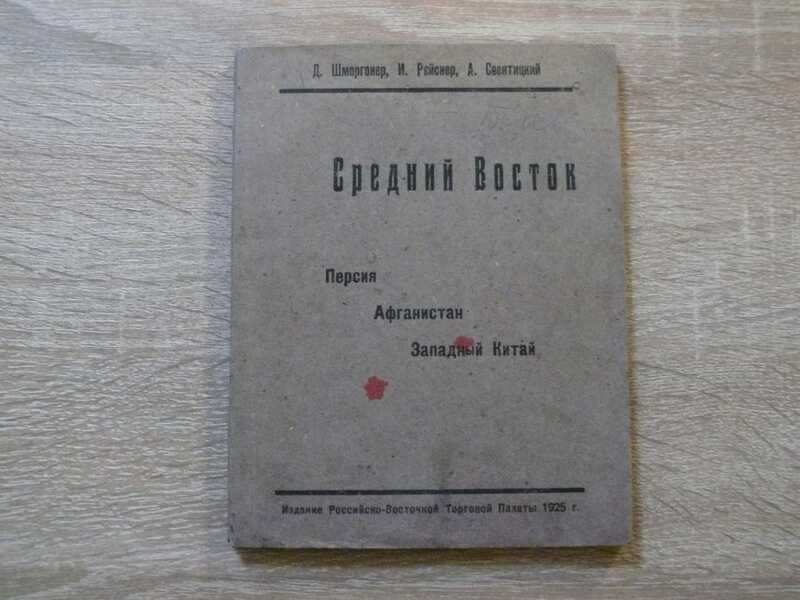 Д. Шморгонер, И. Рейснер, А. Свентицкий
Средний Восток
Персия
Афганистан
Западный Китай
Издание Российско-Восточной Торговой Палаты 1925 г.